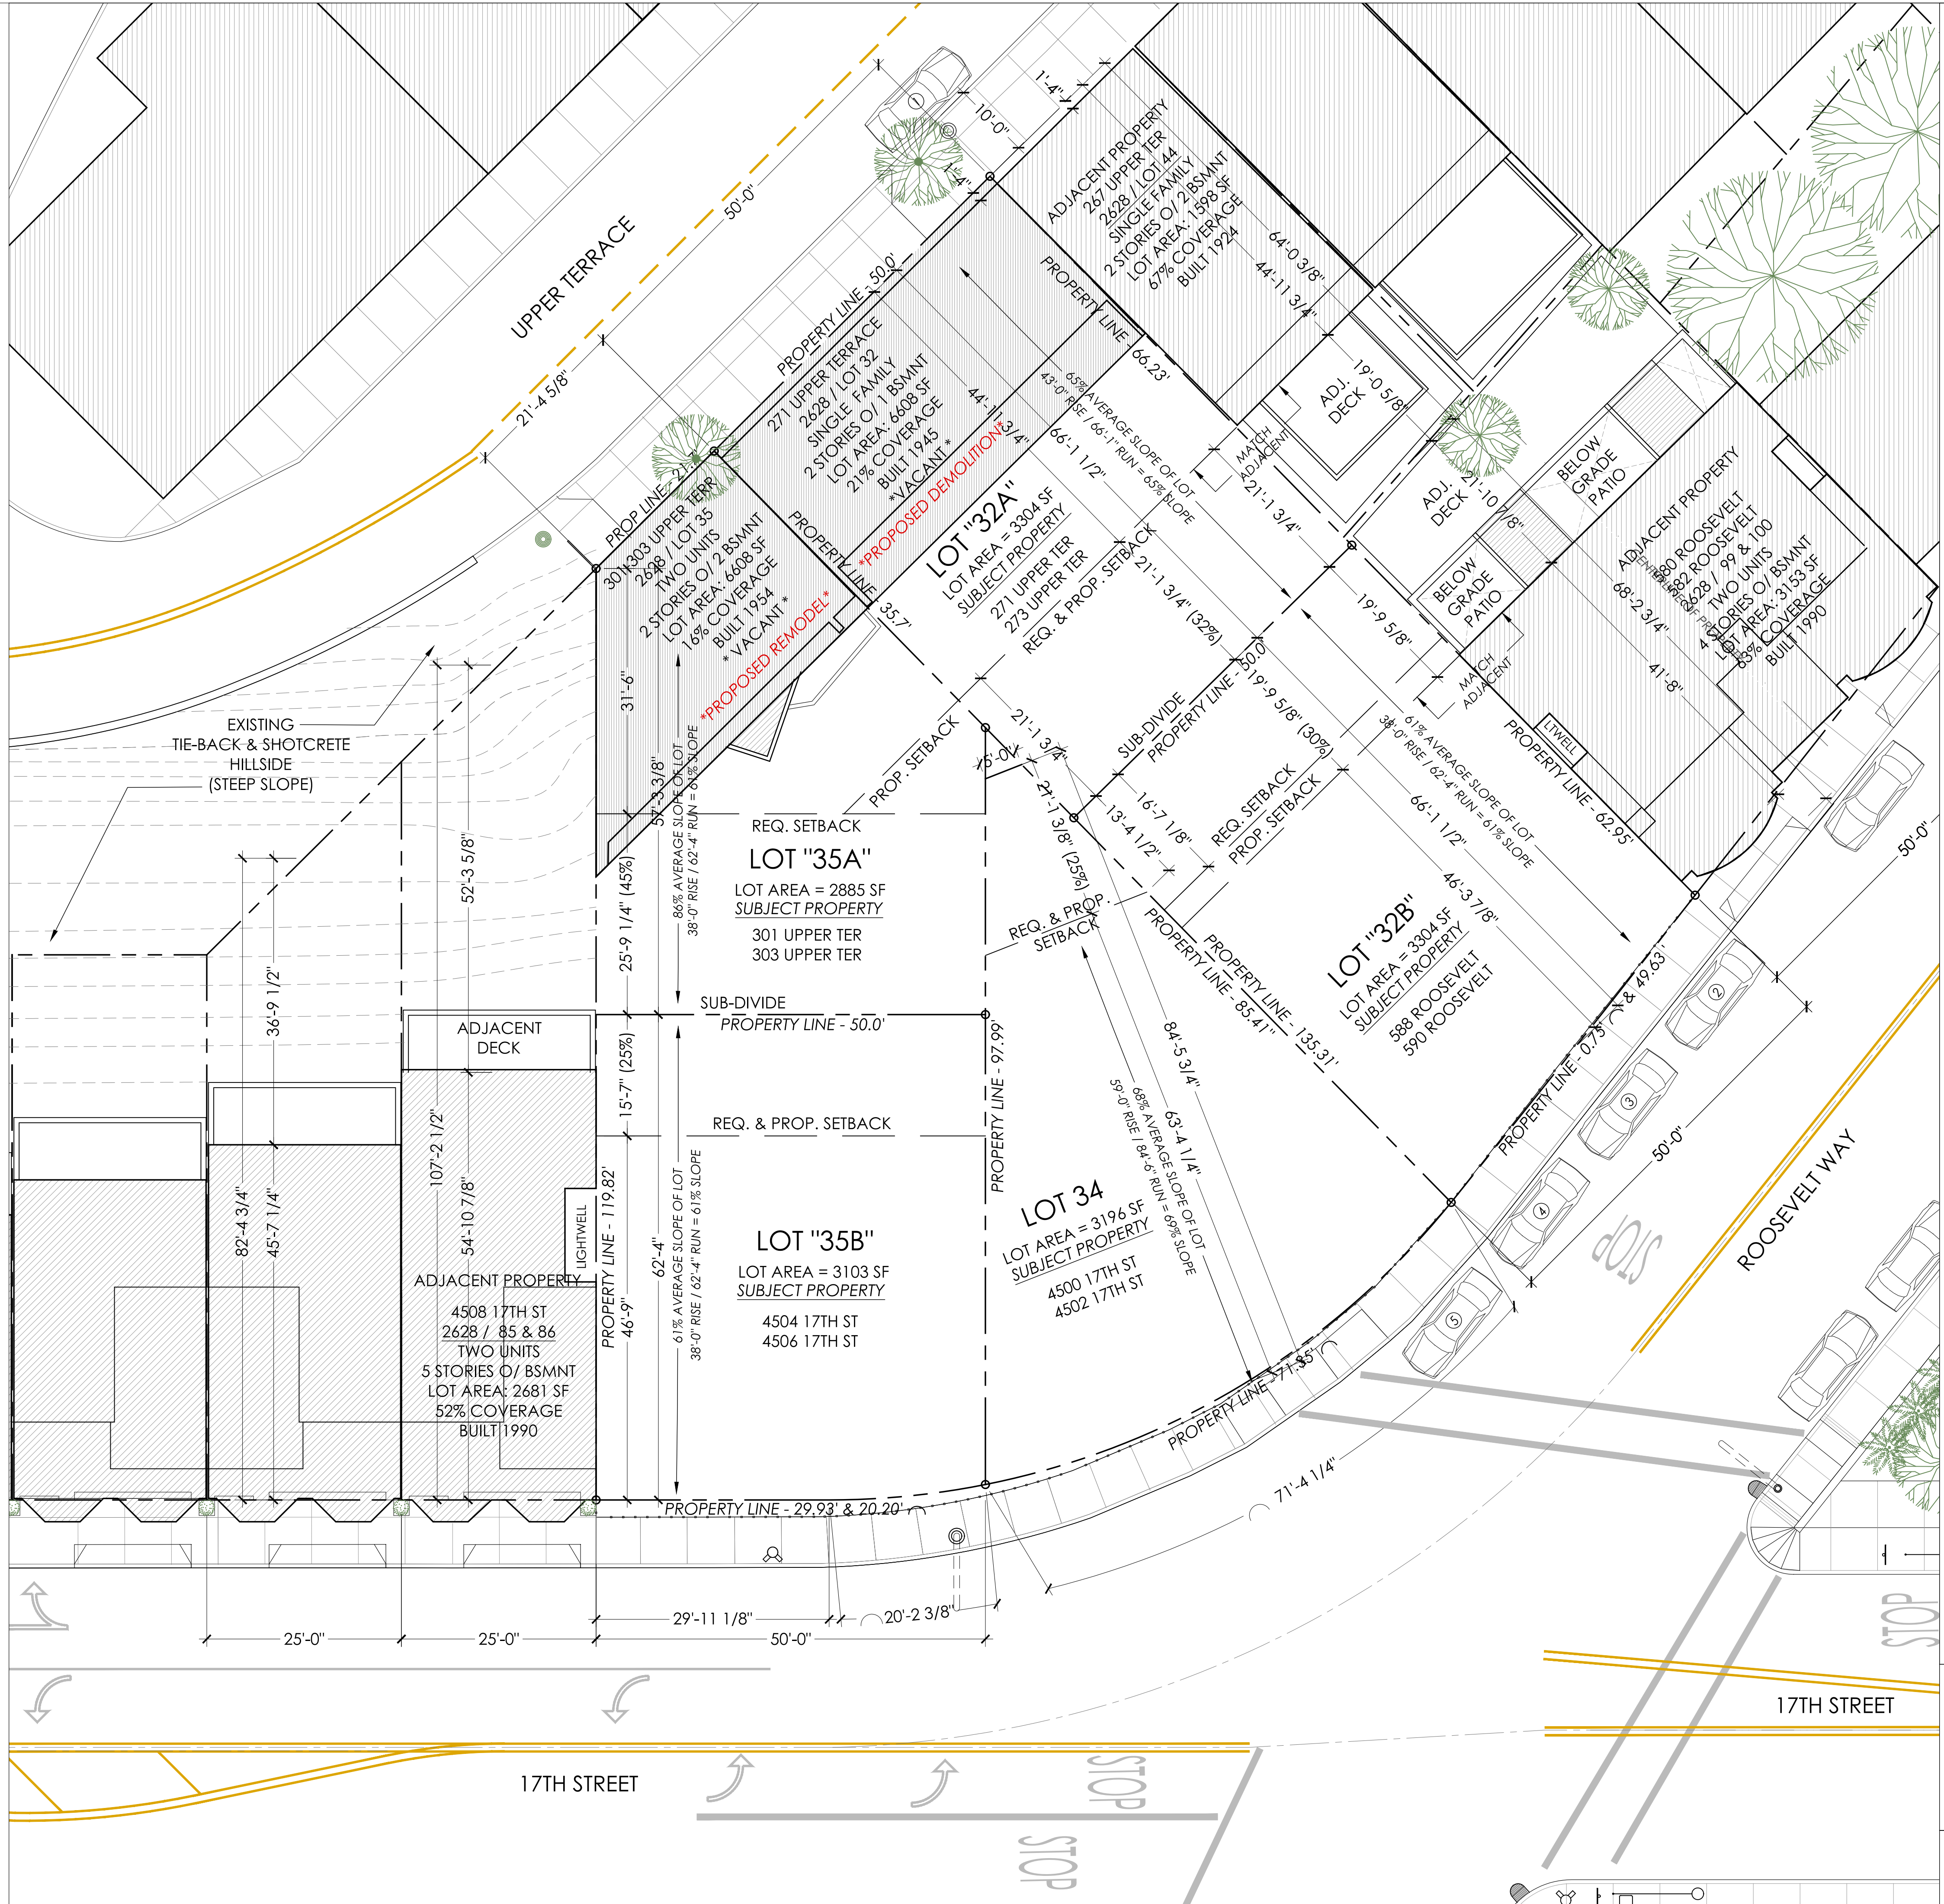 UPPER TERRACE
50'-0"
21'-4 5/8"
1
10'-0"
1'-4"
1'-4"
ADJACENT PROPERTY
267 UPPER TER
2628 / LOT 44
SINGLE FAMILY
2 STORIES O/ 2 BSMNT
LOT AREA: 1598 SF
67% COVERAGE
BUILT 1924
64'-0 3/8"
44'-11 3/4"
19'-0 5/8"
ADJ.
DECK
PROPERTY LINE - 50.0'
271 UPPER TERRACE
2628 / LOT 32
SINGLE FAMILY
2 STORIES O/ 1 BSMNT
LOT AREA: 6608 SF
21% COVERAGE
BUILT 1945
*VACANT*
*PROPOSED DEMOLITION*
PROPERTY LINE - 66.23'
44'-11 3/4"
66'-1 1/2"
65% AVERAGE SLOPE OF LOT
43'-0" RISE / 66'-1" RUN = 65% SLOPE
MATCH
ADJACENT
21'-1 3/4"
PROP LINE - 21.
301-303 UPPER TERR
2628 / LOT 35
TWO UNITS
2 STORIES O/ 2 BSMNT
LOT AREA: 6608 SF
16% COVERAGE
BUILT 1954
* VACANT *
*PROPOSED REMODEL*
PROPERTY LINE
35.7'
LOT "32A"
LOT AREA = 3304 SF
SUBJECT PROPERTY
271 UPPER TER
273 UPPER TER
REQ. & PROP. SETBACK
21'-1 3/4" (32%)
ADJ.
DECK
21'-10 7/8"
BELOW
GRADE
PATIO
BELOW
GRADE
PATIO
ADJACENT PROPERTY
580 ROOSEVELT
582 ROOSEVELT
2628 / 99 & 100
TWO UNITS
4 STORIES O/ BSMNT
LOT AREA: 3153 SF
63% COVERAGE
BUILT 1990
68'-2 3/4"
41'-8"
19'-9 5/8"
MATCH
ADJACENT
LTWELL
PROPERTY LINE - 62.95'
61% AVERAGE SLOPE OF LOT
38'-0" RISE / 62'-4" RUN = 61% SLOPE
SUB-DIVIDE
PROPERTY LINE - 50.0'
19'-9 5/8" (30%)
66'-1 1/2"
46'-3 7/8"
PROP. SETBACK
21'-1 3/4"
5'-0"
21'-1 3/8" (25%)
16'-7 1/8"
13'-4 1/2"
REQ. SETBACK
PROP. SETBACK
EXISTING
TIE-BACK & SHOTCRETE
HILLSIDE
(STEEP SLOPE)
31'-6"
57'-3 3/8"
86% AVERAGE SLOPE OF LOT
38'-0" RISE / 62'-4" RUN = 61% SLOPE
52'-3 5/8"
36'-9 1/2"
25'-9 1/4" (45%)
REQ. SETBACK
LOT "35A"
LOT AREA = 2885 SF
SUBJECT PROPERTY
301 UPPER TER
303 UPPER TER
REQ. & PROP.
SETBACK
LOT "32B"
LOT AREA = 3304 SF
SUBJECT PROPERTY
588 ROOSEVELT
590 ROOSEVELT
PROPERTY LINE - 135.31'
PROPERTY LINE - 85.41"
PROPERTY LINE - 0.75' & 49.63'
2
3
4
5
50'-0"
50'-0"
ROOSEVELT WAY
STOP
SUB-DIVIDE
PROPERTY LINE - 50.0'
PROPERTY LINE - 97.99'
ADJACENT
DECK
15'-7" (25%)
REQ. & PROP. SETBACK
84'-5 3/4"
63'-4 1/4"
68% AVERAGE SLOPE OF LOT
59'-0" RISE / 84'-6" RUN = 69% SLOPE
LOT 34
LOT AREA = 3196 SF
SUBJECT PROPERTY
4500 17TH ST
4502 17TH ST
107'-2 1/2"
82'-4 3/4"
45'-7 1/4"
54'-10 7/8"
LIGHTWELL
PROPERTY LINE - 119.82'
46'-9"
62'-4"
61% AVERAGE SLOPE OF LOT
38'-0" RISE / 62'-4" RUN = 61% SLOPE
LOT "35B"
LOT AREA = 3103 SF
SUBJECT PROPERTY
4504 17TH ST
4506 17TH ST
ADJACENT PROPERTY
4508 17TH ST
2628 / 85 & 86
TWO UNITS
5 STORIES O/ BSMNT
LOT AREA: 2681 SF
52% COVERAGE
BUILT 1990
PROPERTY LINE - 71.35'
71'-4 1/4"
PROPERTY LINE - 29.93' & 20.20'
29'-11 1/8"
20'-2 3/8"
25'-0"
25'-0"
50'-0"
STOP
17TH STREET
17TH STREET
STOP
STOP